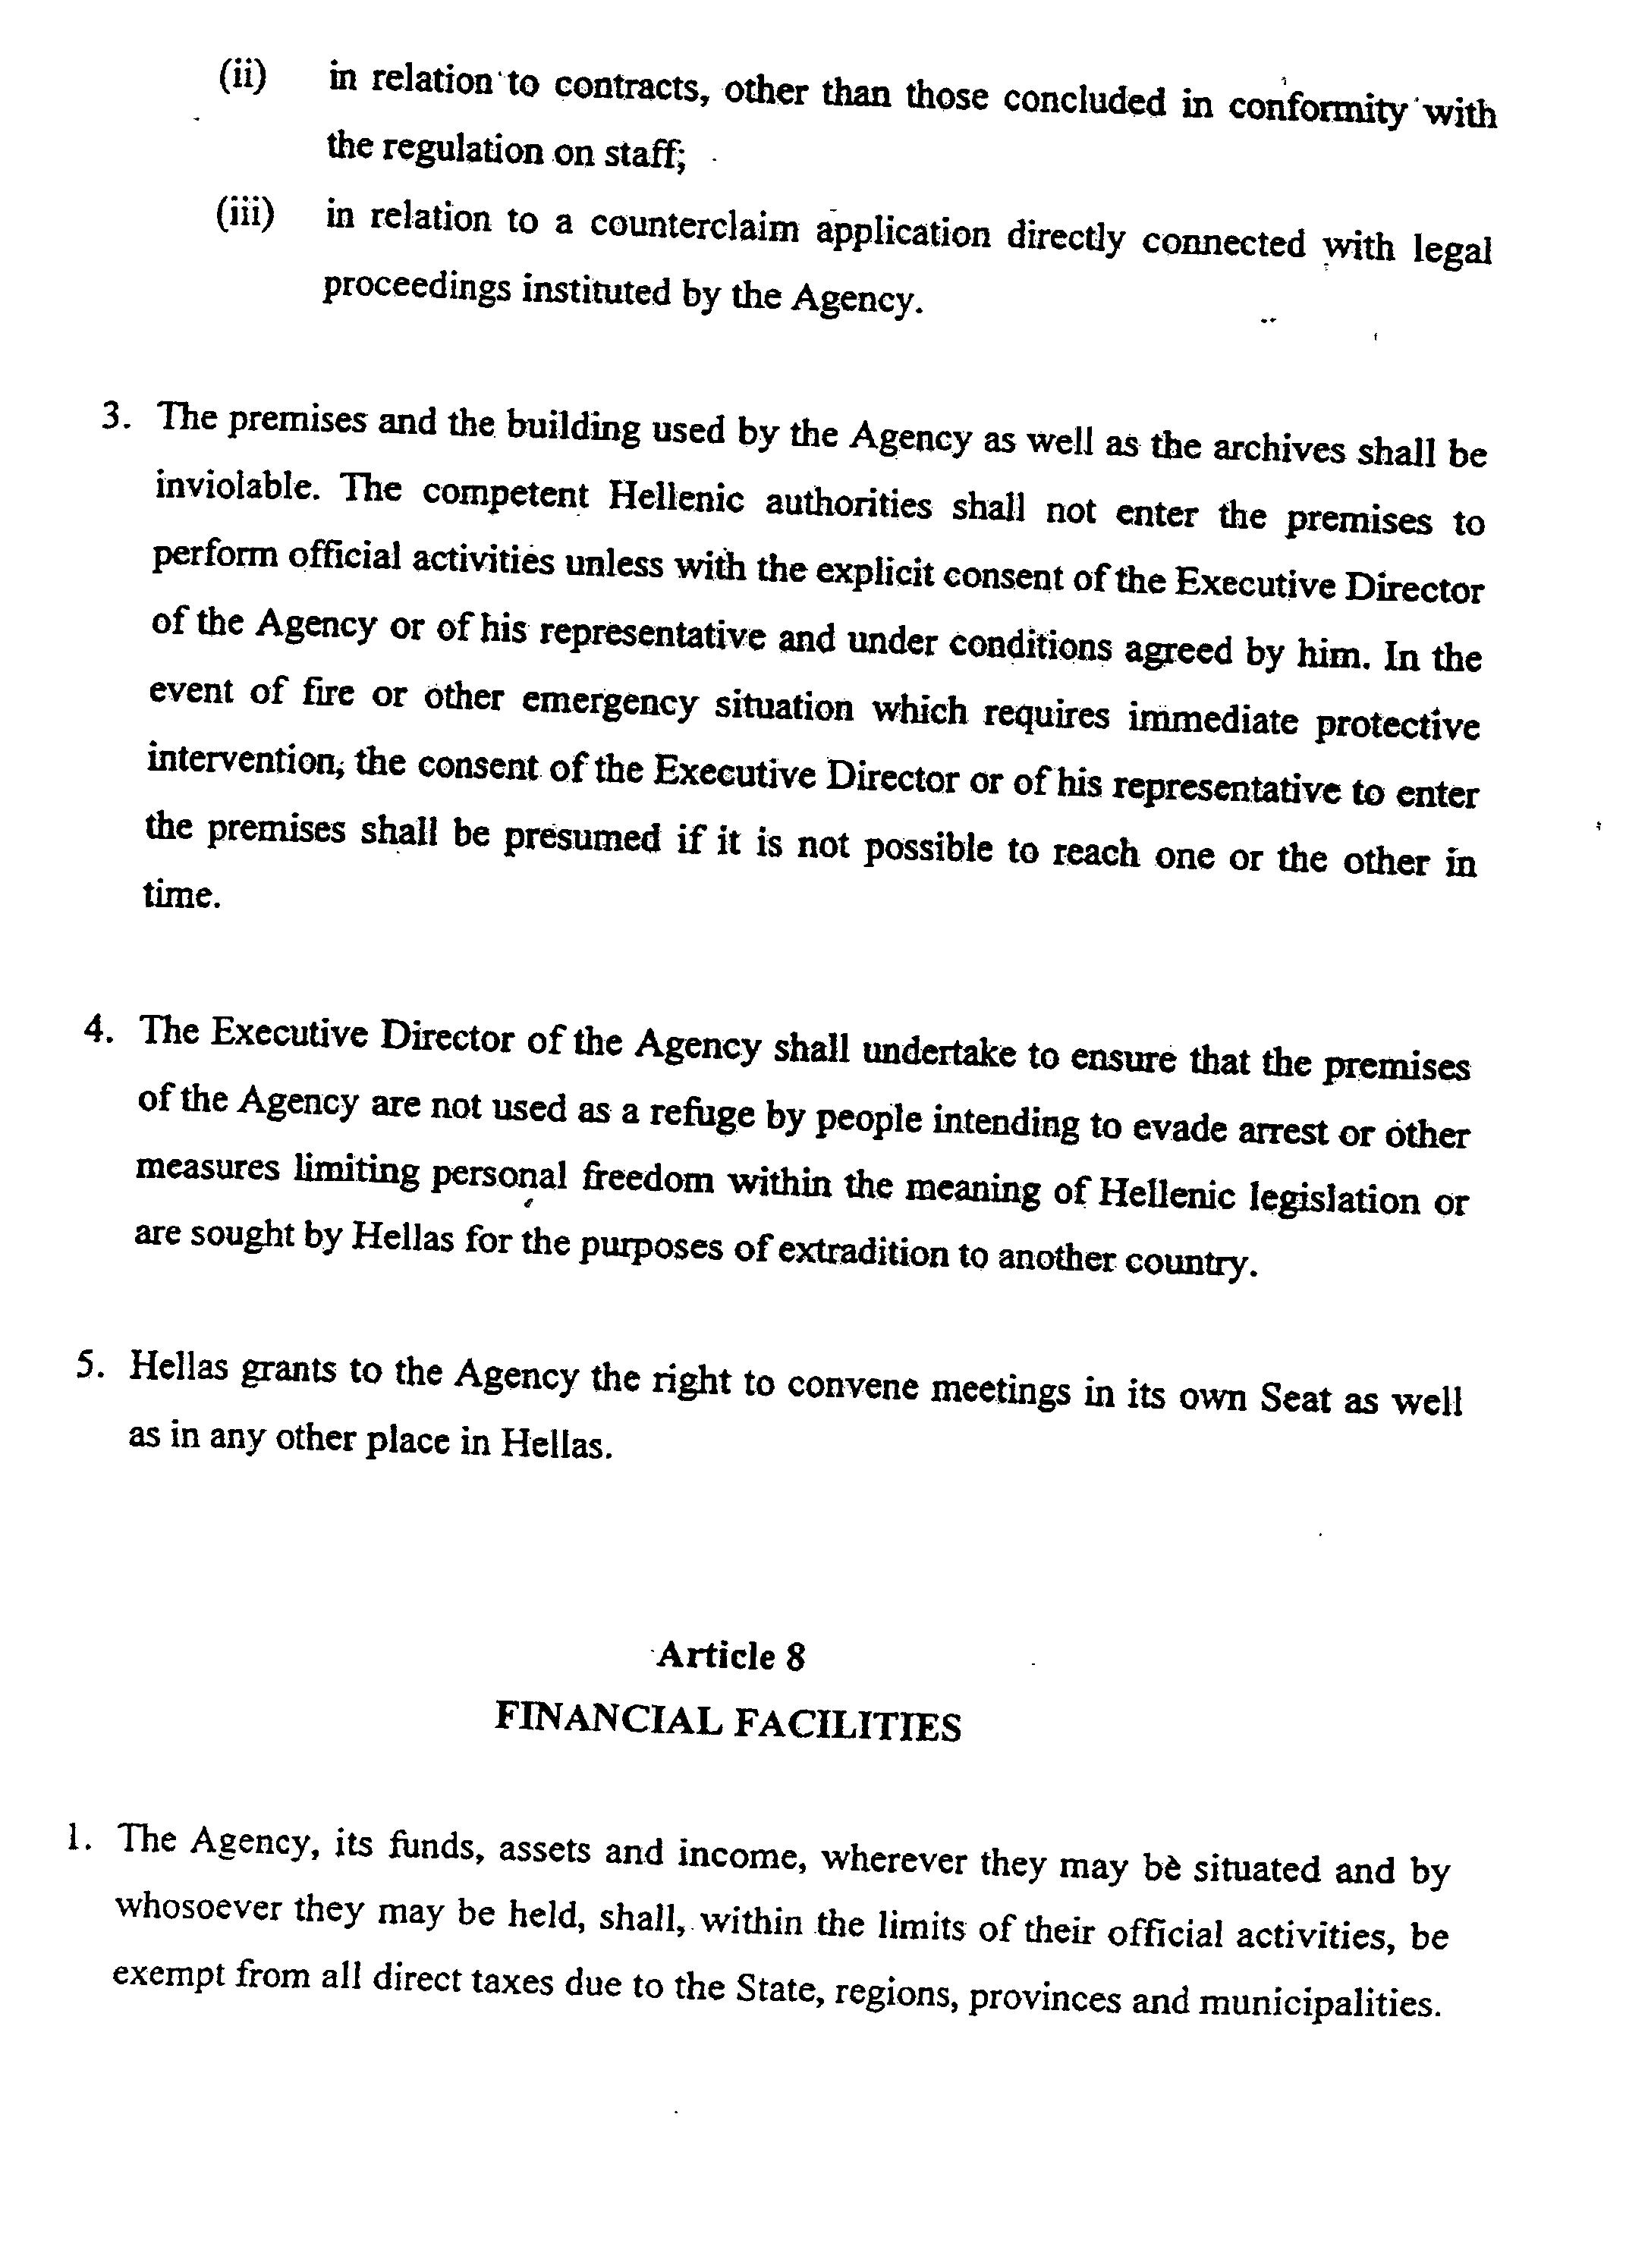 (ii) in relation to contracts, other than those concluded in conformity with
the regulation on staff;
(iii) in relation to a counterclaim application directly connected with legal
proceedings instituted by the Agency.
3. The premises and the building used by the Agency as well as the archives shall be
inviolable. The competent Hellenic authorities shall not enter the premises to
perform official activities unless with the explicit consent of the Executive Director
of the Agency or of his representative and under conditions agreed by him. In the
event of fire or other emergency situation which requires immediate protective
intervention, the consent of the Executive Director or of his representative to enter
the premises shall be presumed if it is not possible to reach one or the other in
time.
4. The Executive Director of the Agency shall undertake to ensure that the premises
of the Agency are not used as a refuge by people intending to evade arrest or other
measures limiting personal freedom within the meaning of Hellenic legislation or
are sought by Hellas for the purposes of extradition to another country.
5. Hellas grants to the Agency the right to convene meetings in its own Seat as well
as in any other place in Hellas.
Article 8
FINANCIAL FACILITIES
1. The Agency, its funds, assets and income, wherever they may be situated and by
whosoever they may be held, shall, within the limits of their official activities, be
exempt from all direct taxes due to the State, regions, provinces and municipalities.